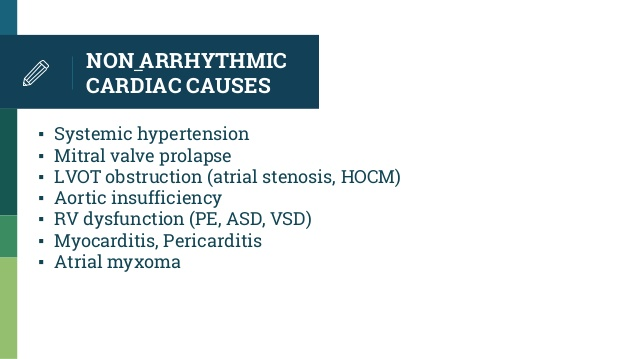 NON_ARRHYTHMIC
CARDIAC CAUSES
▪ Systemic hypertension
▪ Mitral valve prolapse
▪ LVOT obstruction (atrial stenosis, HOCM)
▪ Aortic insufficiency
▪ RV dysfunction (PE, ASD, VSD)
▪ Myocarditis, Pericarditis
▪ Atrial myxoma